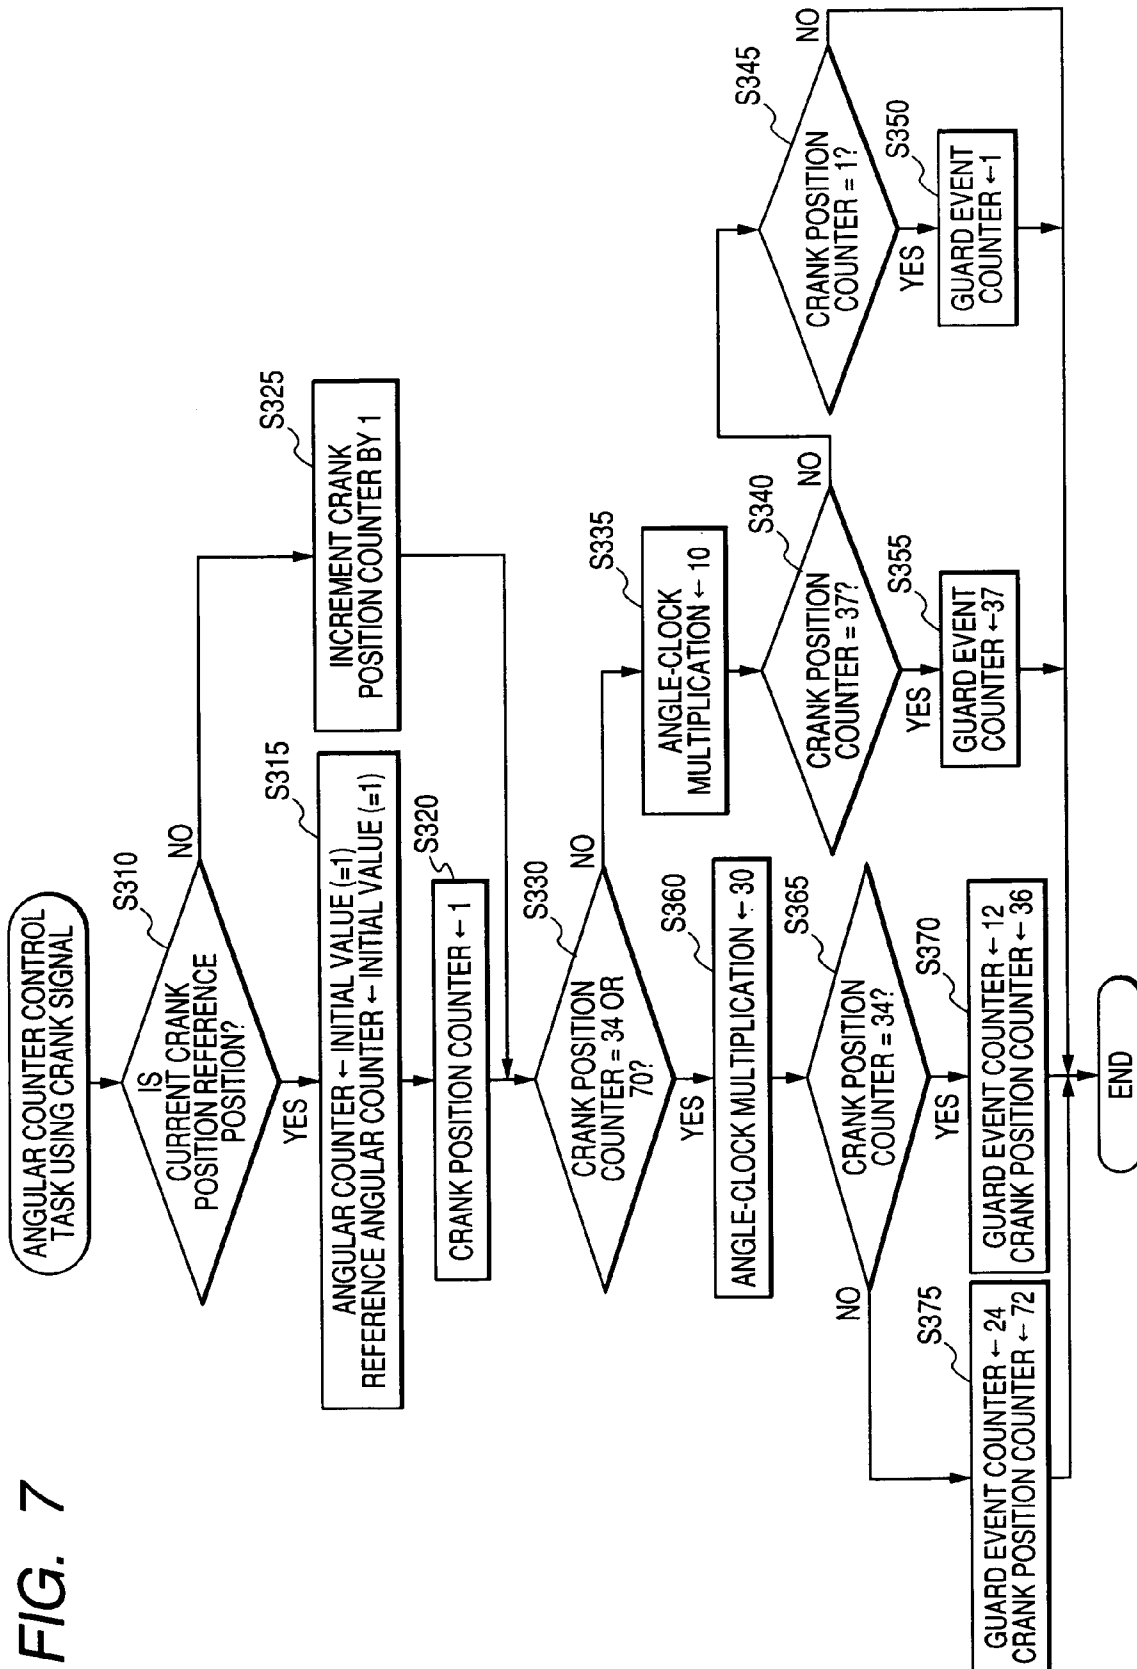 FIG. 7
ANGULAR COUNTER CONTROL
TASK USING CRANK SIGNAL
S310
IS
CURRENT CRANK
POSITION REFERENCE
POSITION?
NO
YES
S315
ANGULAR COUNTER ← INITIAL VALUE (=1)
REFERENCE ANGULAR COUNTER ← INITIAL VALUE (=1)
S325
INCREMENT CRANK
POSITION COUNTER BY 1
S320
CRANK POSITION COUNTER ← 1
S330
CRANK POSITION
COUNTER = 34 OR
70?
NO
YES
S335
ANGLE-CLOCK
MULTIPLICATION ← 10
S360
ANGLE-CLOCK MULTIPLICATION ← 30
S340
CRANK POSITION
COUNTER = 37?
NO
YES
S345
CRANK POSITION
COUNTER = 1?
NO
YES
S350
GUARD EVENT
COUNTER ←1
S355
GUARD EVENT
COUNTER ←37
S365
CRANK POSITION
COUNTER = 34?
NO
YES
S370
GUARD EVENT COUNTER ← 12
CRANK POSITION COUNTER ← 36
S375
GUARD EVENT COUNTER ← 24
CRANK POSITION COUNTER ← 72
END